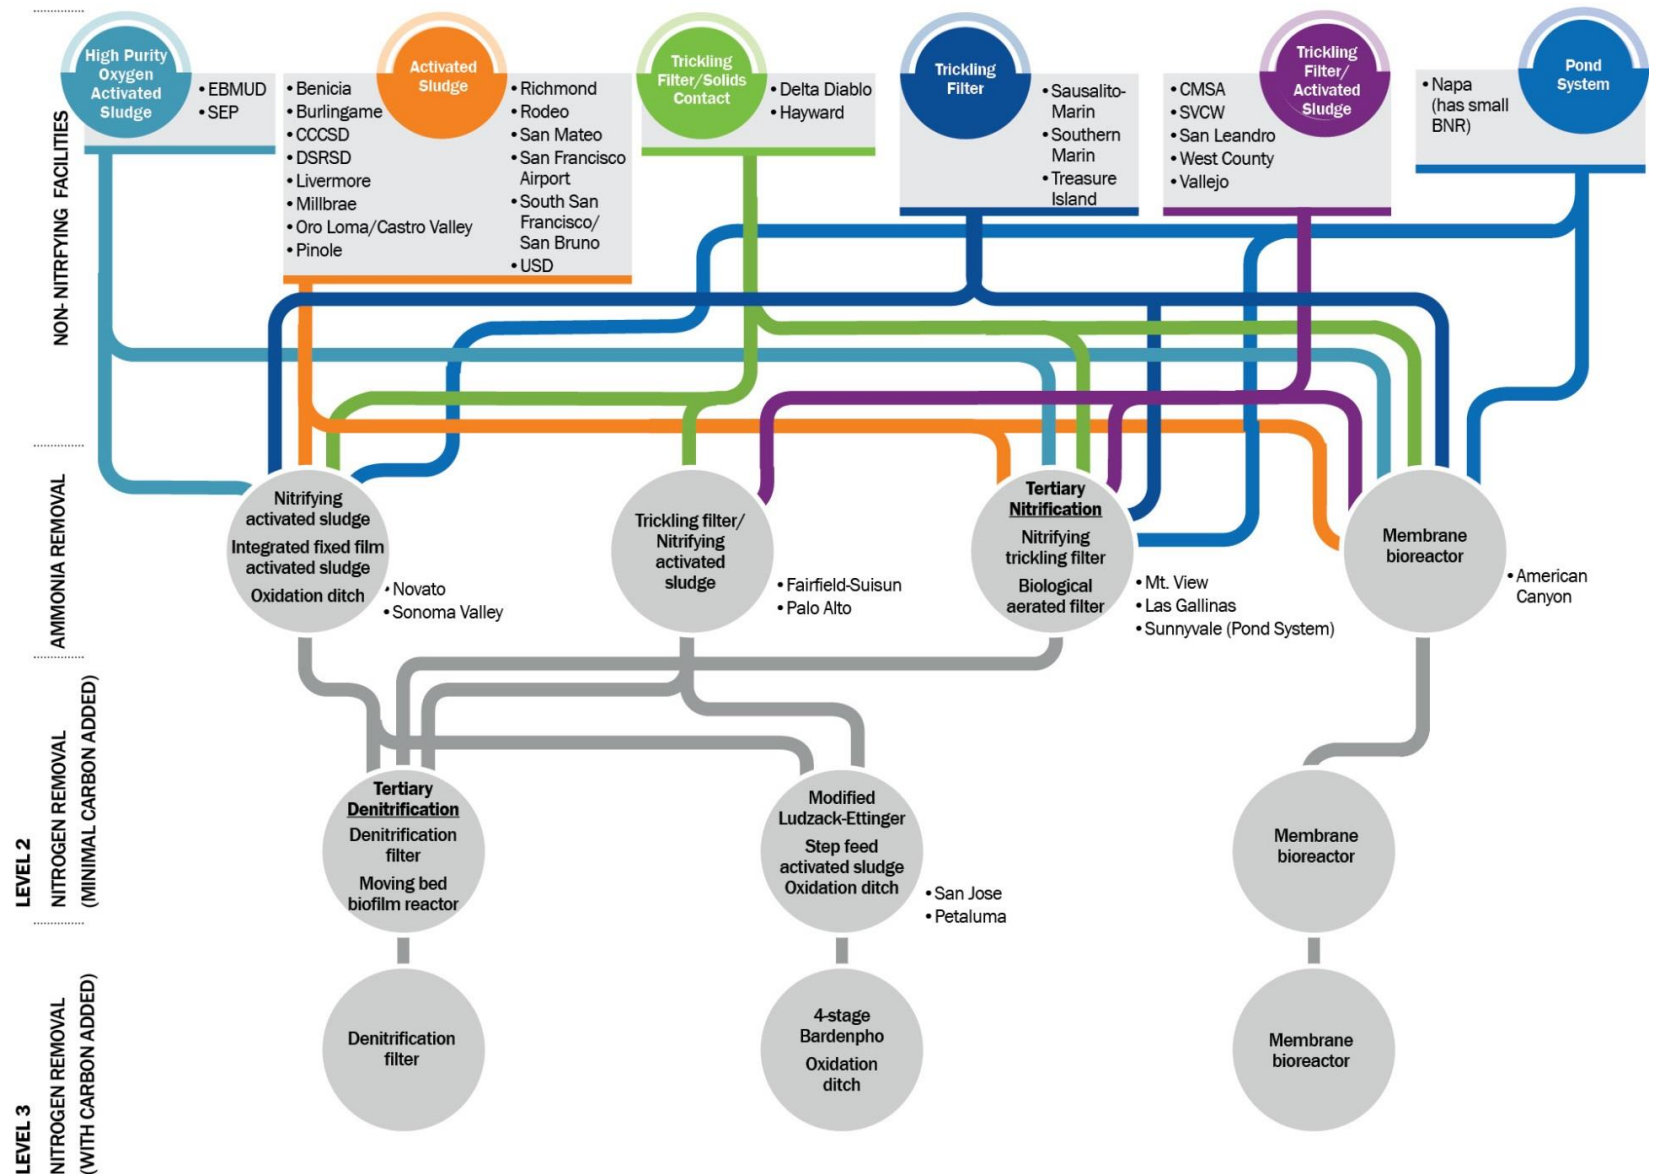 NON- NITRFYING FACILITIES
High Purity
Oxygen
Activated
Sludge
• EBMUD
• SEP
Activated
Sludge
• Benicia
• Burlingame
• CCCSD
• DSRSD
• Livermore
• Millbrae
• Oro Loma/Castro Valley
• Pinole
• Richmond
• Rodeo
• San Mateo
• San Francisco
Airport
• South San
Francisco/
San Bruno
• USD
Trickling
Filter/Solids
Contact
• Delta Diablo
• Hayward
Trickling
Filter
• Sausalito-
Marin
• Southern
Marin
• Treasure
Island
Trickling
Filter/
Activated
Sludge
• CMSA
• SVCW
• San Leandro
• West County
• Vallejo
Pond
System
• Napa
(has small
BNR)
AMMONIA REMOVAL
Nitrifying
activated sludge
Integrated fixed film
activated sludge
Oxidation ditch
• Novato
• Sonoma Valley
Trickling filter/
Nitrifying
activated
sludge
• Fairfield-Suisun
• Palo Alto
Tertiary
Nitrification
Nitrifying
trickling filter
Biological
aerated filter
• Mt. View
• Las Gallinas
• Sunnyvale (Pond System)
Membrane
bioreactor
• American
Canyon
LEVEL 2
NITROGEN REMOVAL
(MINIMAL CARBON ADDED)
Tertiary
Denitrification
Denitrification
filter
Moving bed
biofilm reactor
Modified
Ludzack-Ettinger
Step feed
activated sludge
Oxidation ditch
• San Jose
• Petaluma
Membrane
bioreactor
LEVEL 3
NITROGEN REMOVAL
(WITH CARBON ADDED)
Denitrification
filter
4-stage
Bardenpho
Oxidation
ditch
Membrane
bioreactor